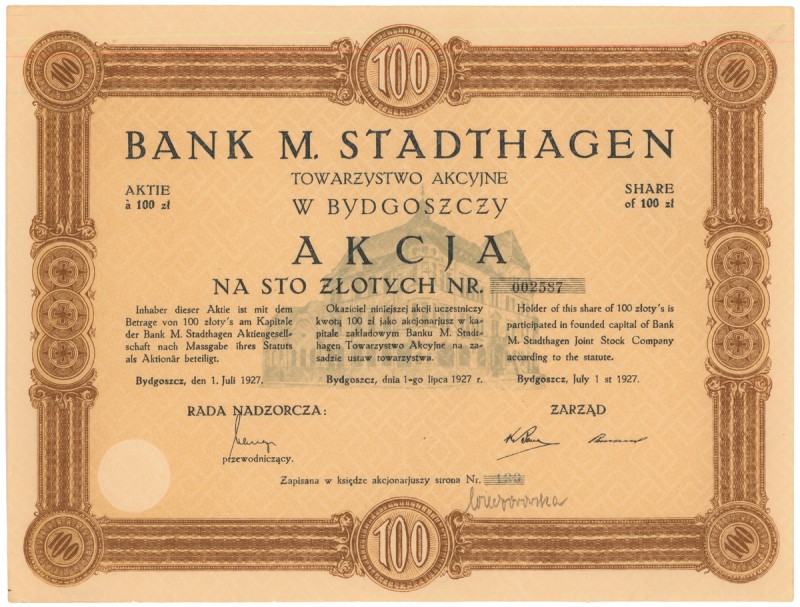 100
100
100
BANK M. STADTHAGEN
TOWARZYSTWO AKCYJNE
AKTIE
à 100 zł
SHARE
of 100 zł
W BYDGOSZCZY
AKCJA
NA STO ZŁOTYCH NR. 002587
Inhaber dieser Aktie ist mit dem
Betrage von 100 złoty's am Kapitale
der Bank M. Stadthagen Aktiengesell-
schaft nach Massgabe ihres Statuts
als Aktionär beteiligt.
Bydgoszcz, den 1. Juli 1927.
Okaziciel niniejszej akcji uczestniczy
kwotą 100 zł jako akcjonarjusz w ka-
pitale zakładowym Banku M. Stadt-
hagen Towarzystwo Akcyjne na za-
sadzie ustaw towarzystwa.
Bydgoszcz, dnia 1-go lipca 1927 r.
Holder of this share of 100 złoty's is
participated in founded capital of Bank
M. Stadthagen Joint Stock Company
according to the statute.
Bydgoszcz, July 1 st 1927.
RADA NADZORCZA:
ZARZĄD
przewodniczący.
Zapisana w księdze akcjonarjuszy strona Nr.
100
100
100